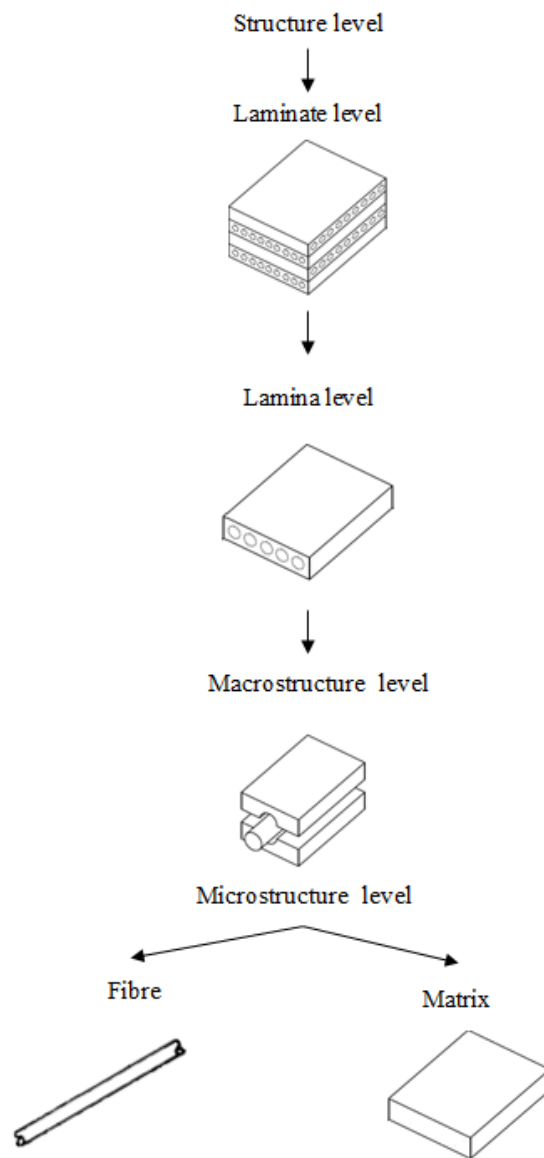 Structure level
Laminate level
Lamina level
Macrostructure level
Microstructure level
Fibre
Matrix